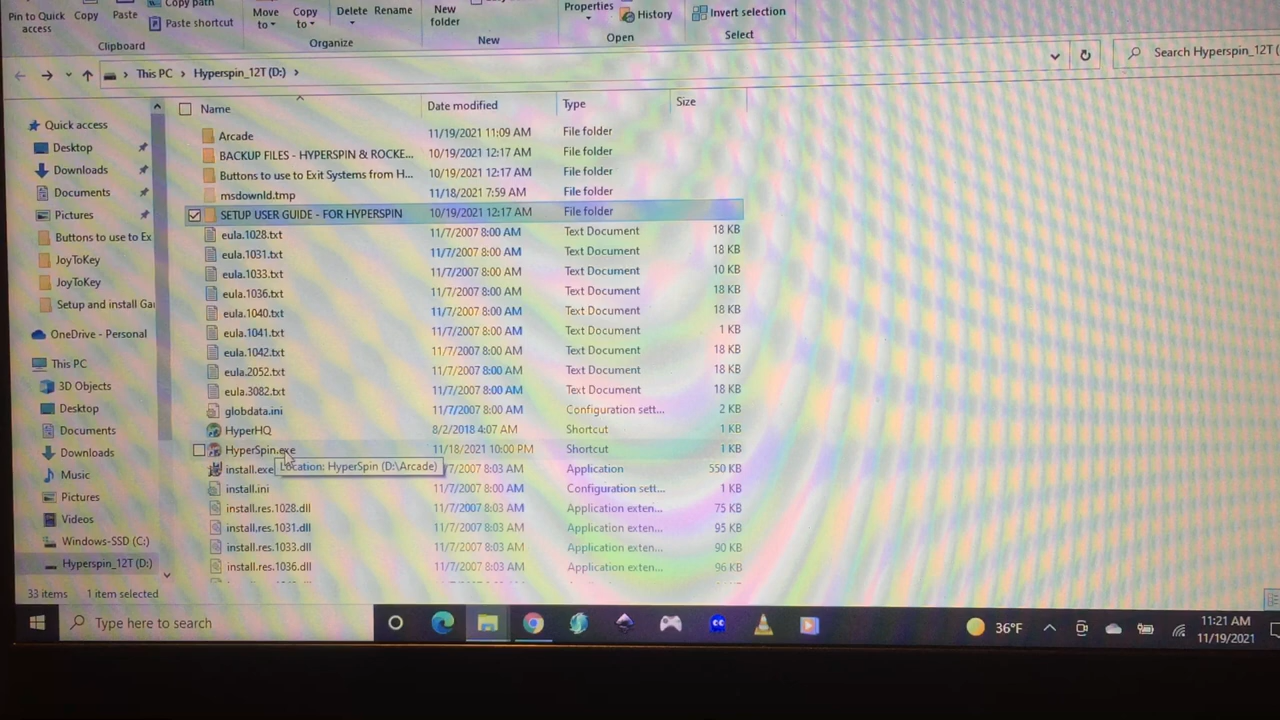 Pin to Quick access
Copy
Paste
Copy path
Paste shortcut
Clipboard
Move to
Copy to
Delete
Rename
Organize
New folder
New
Properties
History
Open
Invert selection
Select
This PC > Hyperspin_12T (D:) >
Search Hyperspin_12T (
Name Date modified Type Size
Quick access
Desktop
Downloads
Documents
Pictures
Buttons to use to Ex
JoyToKey
JoyToKey
Setup and install Gar
OneDrive - Personal
This PC
3D Objects
Desktop
Documents
Downloads
Music
Pictures
Videos
Windows-SSD (C:)
Hyperspin_12T (D:)
Arcade 11/19/2021 11:09 AM File folder
BACKUP FILES - HYPERSPIN & ROCKE... 10/19/2021 12:17 AM File folder
Buttons to use to Exit Systems from H... 10/19/2021 12:17 AM File folder
msdownld.tmp 11/18/2021 7:59 AM File folder
SETUP USER GUIDE - FOR HYPERSPIN 10/19/2021 12:17 AM File folder
eula.1028.txt 11/7/2007 8:00 AM Text Document 18 KB
eula.1031.txt 11/7/2007 8:00 AM Text Document 18 KB
eula.1033.txt 11/7/2007 8:00 AM Text Document 10 KB
eula.1036.txt 11/7/2007 8:00 AM Text Document 18 KB
eula.1040.txt 11/7/2007 8:00 AM Text Document 18 KB
eula.1041.txt 11/7/2007 8:00 AM Text Document 1 KB
eula.1042.txt 11/7/2007 8:00 AM Text Document 18 KB
eula.2052.txt 11/7/2007 8:00 AM Text Document 18 KB
eula.3082.txt 11/7/2007 8:00 AM Text Document 18 KB
globdata.ini 11/7/2007 8:00 AM Configuration sett... 2 KB
HyperHQ 8/2/2018 4:07 AM Shortcut 1 KB
HyperSpin.exe 11/18/2021 10:00 PM Shortcut 1 KB
Location: HyperSpin (D:\Arcade)
install.exe /7/2007 8:03 AM Application 550 KB
install.ini 11/7/2007 8:00 AM Configuration sett... 1 KB
install.res.1028.dll 11/7/2007 8:03 AM Application exten... 75 KB
install.res.1031.dll 11/7/2007 8:03 AM Application exten... 95 KB
install.res.1033.dll 11/7/2007 8:03 AM Application exten... 90 KB
install.res.1036.dll 11/7/2007 8:03 AM Application exten... 96 KB
33 items 1 item selected
Type here to search
36°F
11:21 AM
11/19/2021